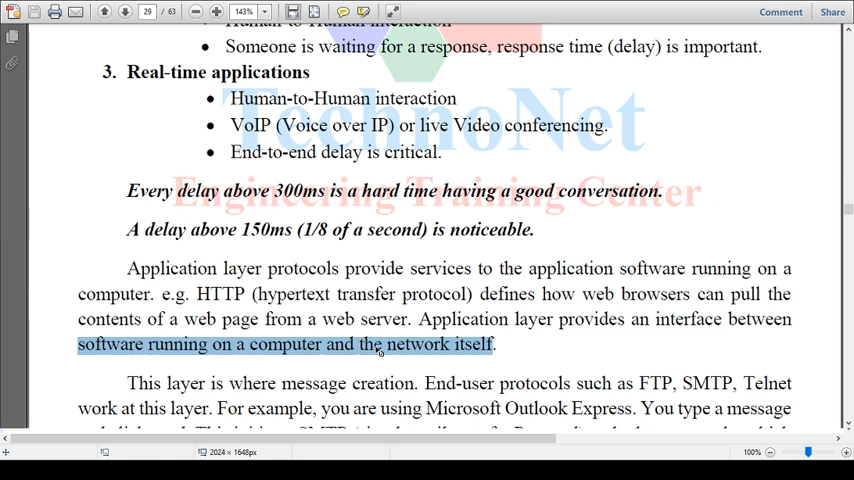 29 / 63
143%
Comment
Share
Human-to-Human interaction
• Someone is waiting for a response, response time (delay) is important.
3. Real-time applications
• Human-to-Human interaction
• VoIP (Voice over IP) or live Video conferencing.
• End-to-end delay is critical.
TechnoNet
Engineering Training Center
Every delay above 300ms is a hard time having a good conversation.
A delay above 150ms (1/8 of a second) is noticeable.
Application layer protocols provide services to the application software running on a
computer. e.g. HTTP (hypertext transfer protocol) defines how web browsers can pull the
contents of a web page from a web server. Application layer provides an interface between
software running on a computer and the network itself.
This layer is where message creation. End-user protocols such as FTP, SMTP, Telnet
work at this layer. For example, you are using Microsoft Outlook Express. You type a message
2024 × 1648px
100%